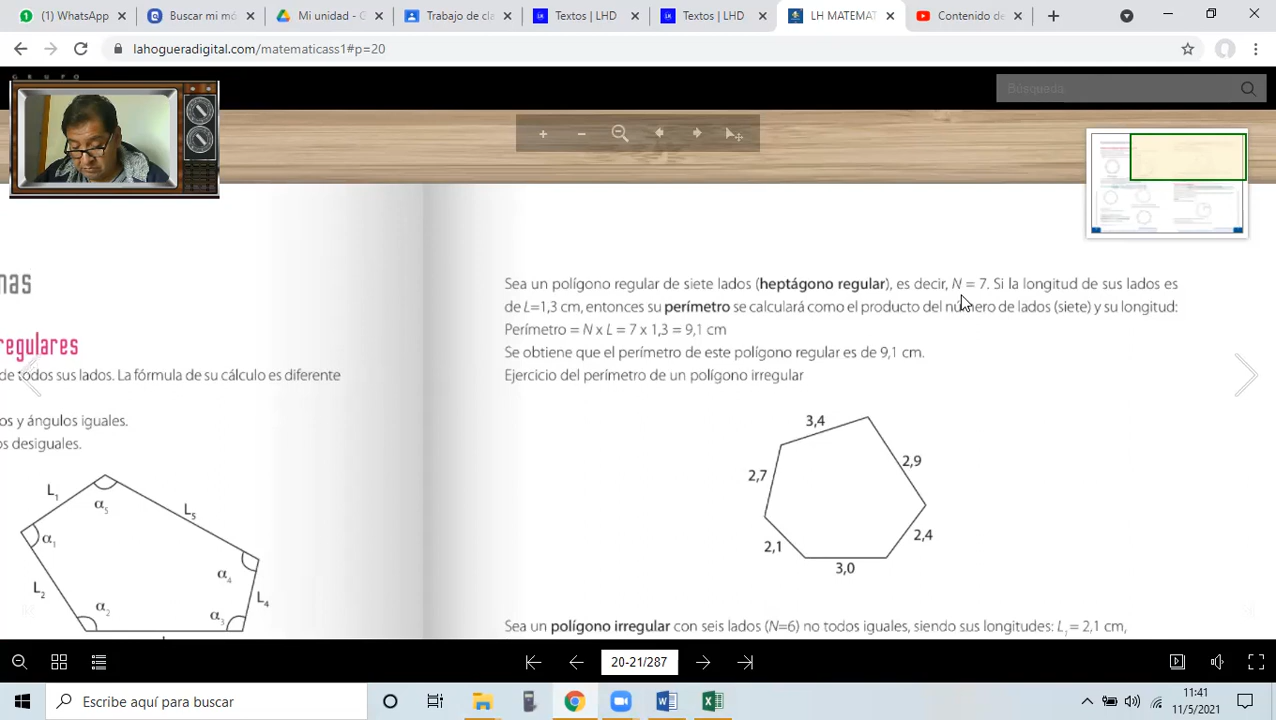 (1) WhatsApp
Buscar mi mó
Mi unidad - G
Trabajo de cla
Textos | LHD
Textos | LHD
LH MATEMAT
Contenido de
lahogueradigital.com/matematicass1#p=20
G R U P O
Búsqueda
nas
Sea un polígono regular de siete lados (heptágono regular), es decir, N = 7. Si la longitud de sus lados es
de L=1,3 cm, entonces su perímetro se calculará como el producto del número de lados (siete) y su longitud:
Perímetro = N x L = 7 x 1,3 = 9,1 cm
Se obtiene que el perímetro de este polígono regular es de 9,1 cm.
Ejercicio del perímetro de un polígono irregular
regulares
de todos sus lados. La fórmula de su cálculo es diferente
os y ángulos iguales.
os desiguales.
L1
α5
L5
α1
L2
α2
α4
α3
L4
3,4
2,9
2,7
2,4
2,1
3,0
Sea un polígono irregular con seis lados (N=6) no todos iguales, siendo sus longitudes: L1 = 2,1 cm,
20-21/287
Escribe aquí para buscar
11:41
11/5/2021